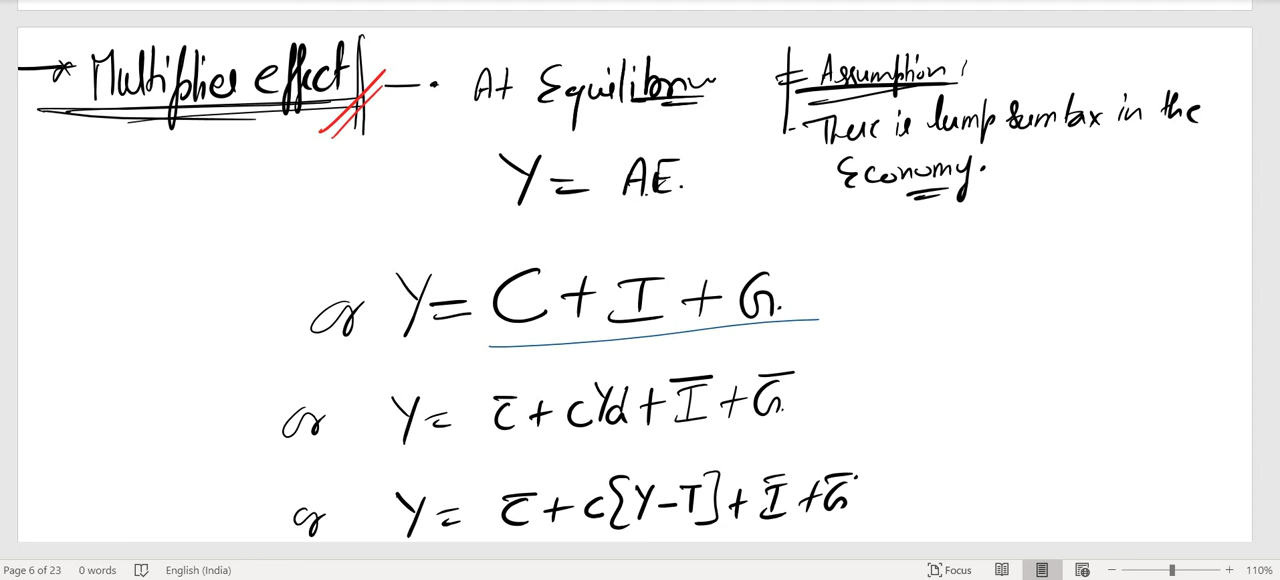 Multiplier effect
At Equilibrium
Assumption:
There is lump sum tax in the
Economy.
Y = A.E.
or Y = C + I + G.
or Y = C̄ + cYd + Ī + Ḡ
or Y = C̄ + c[Y-T] + Ī + Ḡ
Page 6 of 23 0 words English (India) Focus 110%